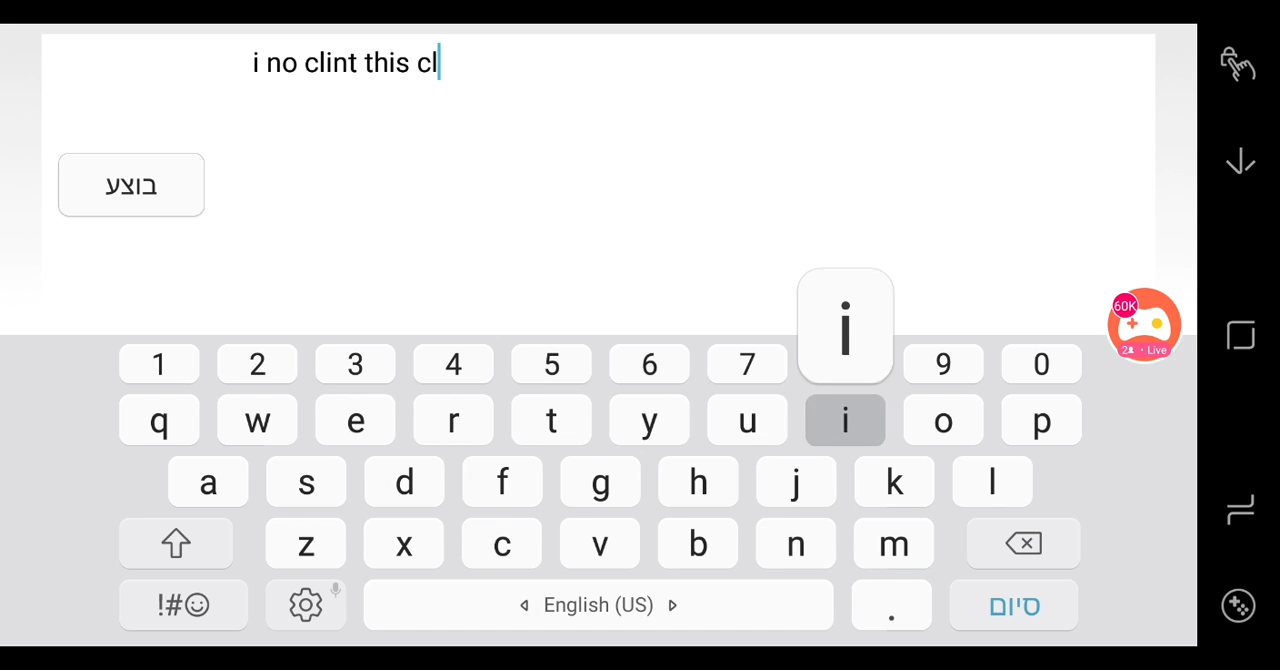 i no clint this cl
בוצע
i
60K
2 • Live
1 2 3 4 5 6 7 9 0
q w e r t y u i o p
a s d f g h j k l
z x c v b n m
!#☺ English (US) . סיום